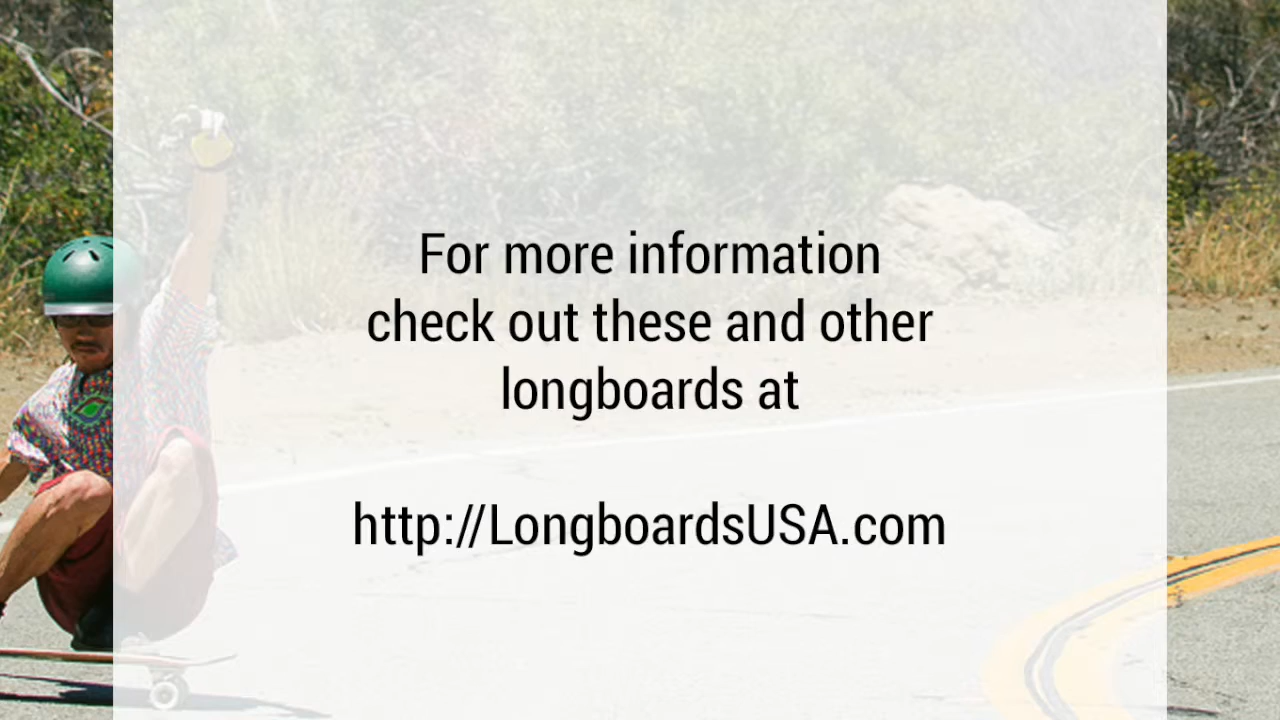 For more information
check out these and other
longboards at
http://LongboardsUSA.com